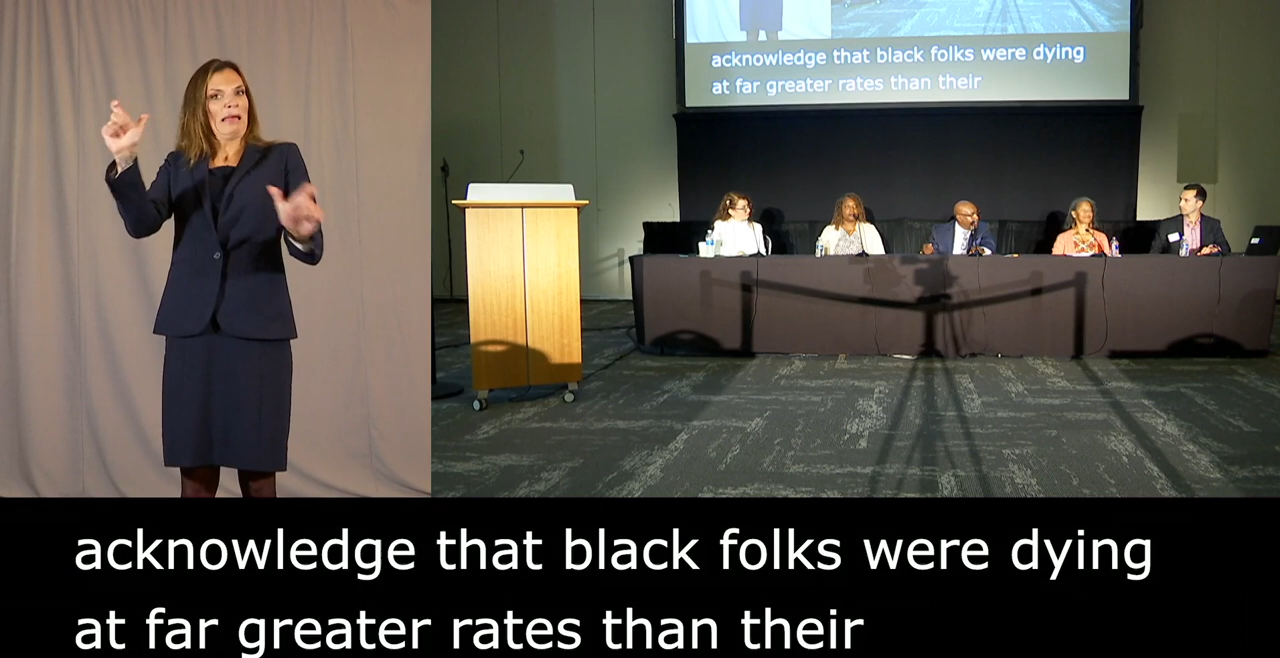 acknowledge that black folks were dying
at far greater rates than their
acknowledge that black folks were dying
at far greater rates than their